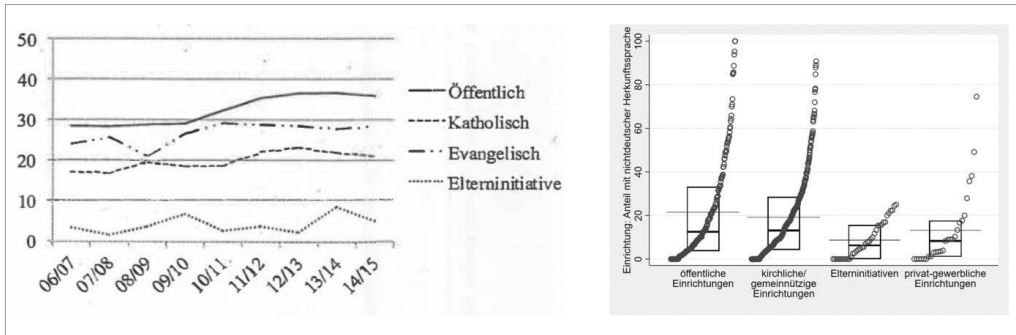 50
40
30
20
10
0
06/07
07/08
08/09
09/10
10/11
11/12
12/13
13/14
14/15
Öffentlich
Katholisch
Evangelisch
Elterninitiative
Einrichtung: Anteil mit nichtdeutscher Herkunftssprache
100
80
60
40
20
0
öffentliche
Einrichtungen
kirchliche/
gemeinnützige
Einrichtungen
Elterninitiativen
privat-gewerbliche
Einrichtungen